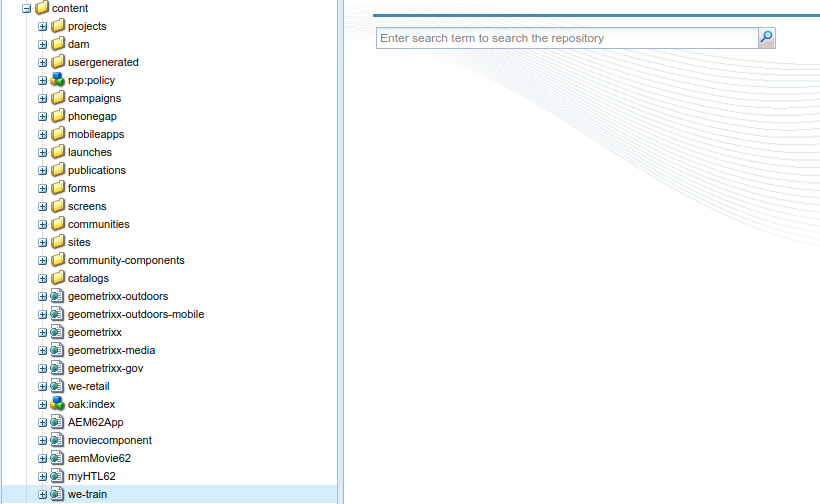 content
projects
dam
usergenerated
rep:policy
campaigns
phonegap
mobileapps
launches
publications
forms
screens
communities
sites
community-components
catalogs
geometrixx-outdoors
geometrixx-outdoors-mobile
geometrixx
geometrixx-media
geometrixx-gov
we-retail
oak:index
AEM62App
moviecomponent
aemMovie62
myHTL62
we-train
Enter search term to search the repository